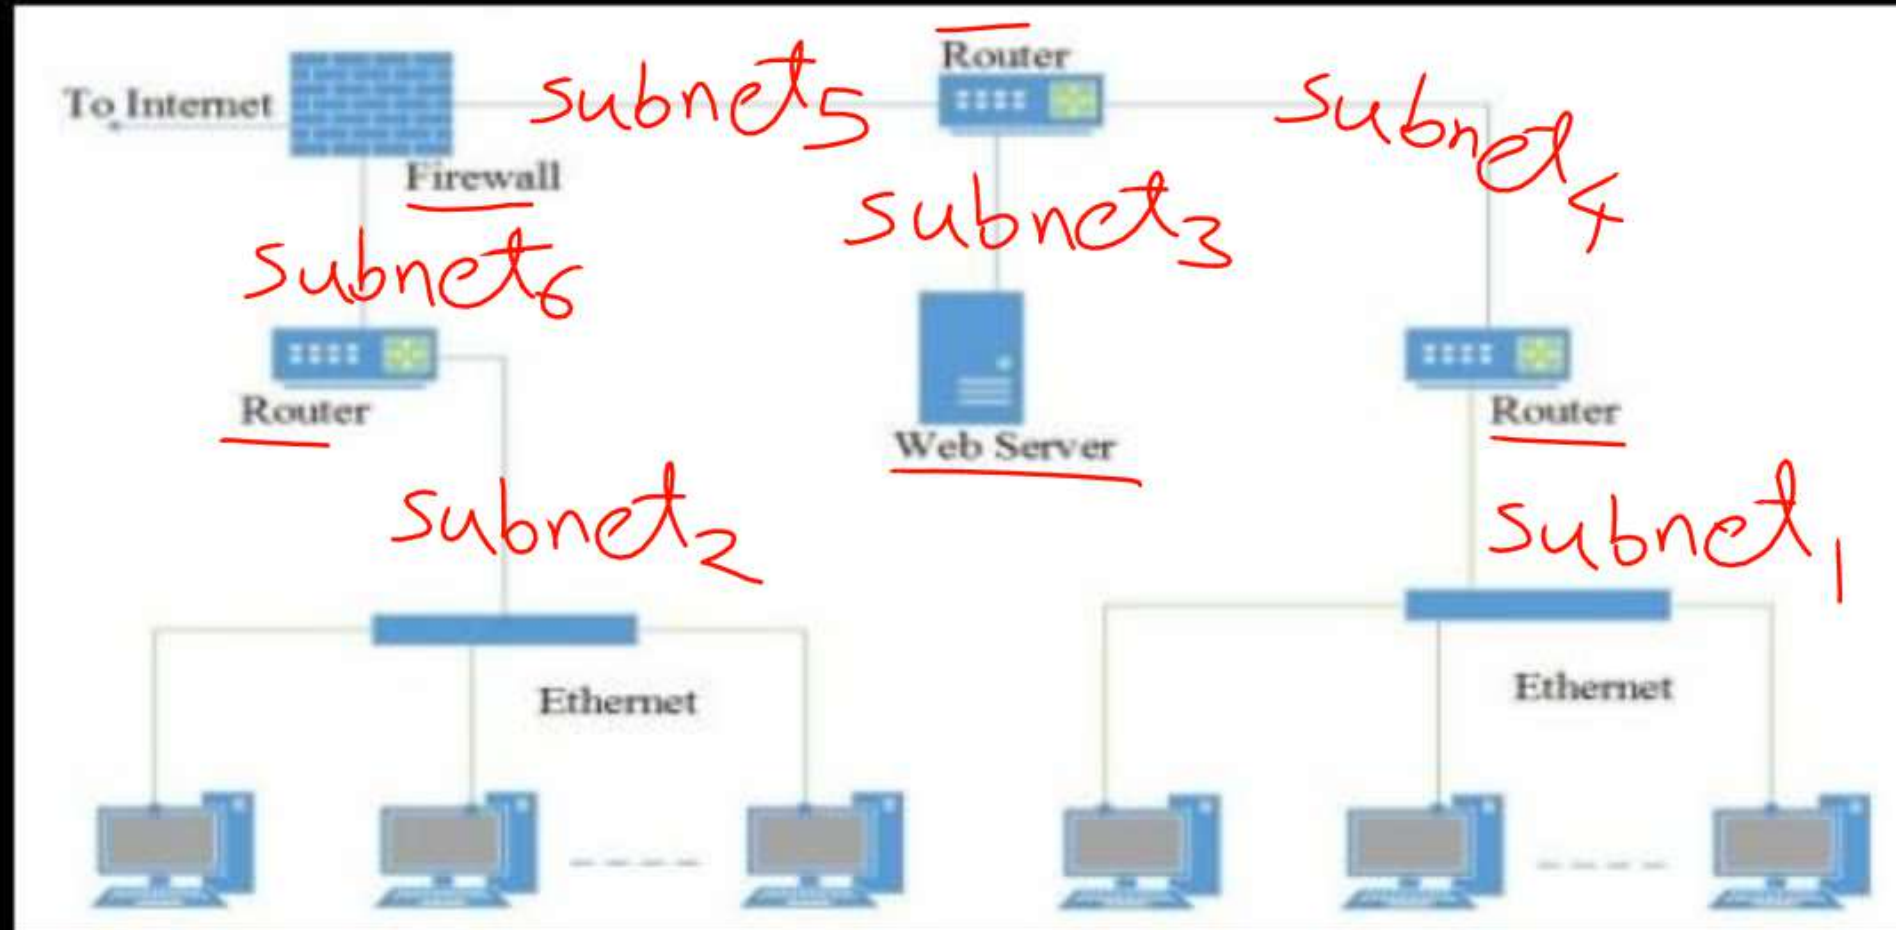 Router
To Internet
subnet5
subnet4
Firewall
subnet3
subnet6
Router
Web Server
Router
subnet2
subnet1
Ethernet
Ethernet